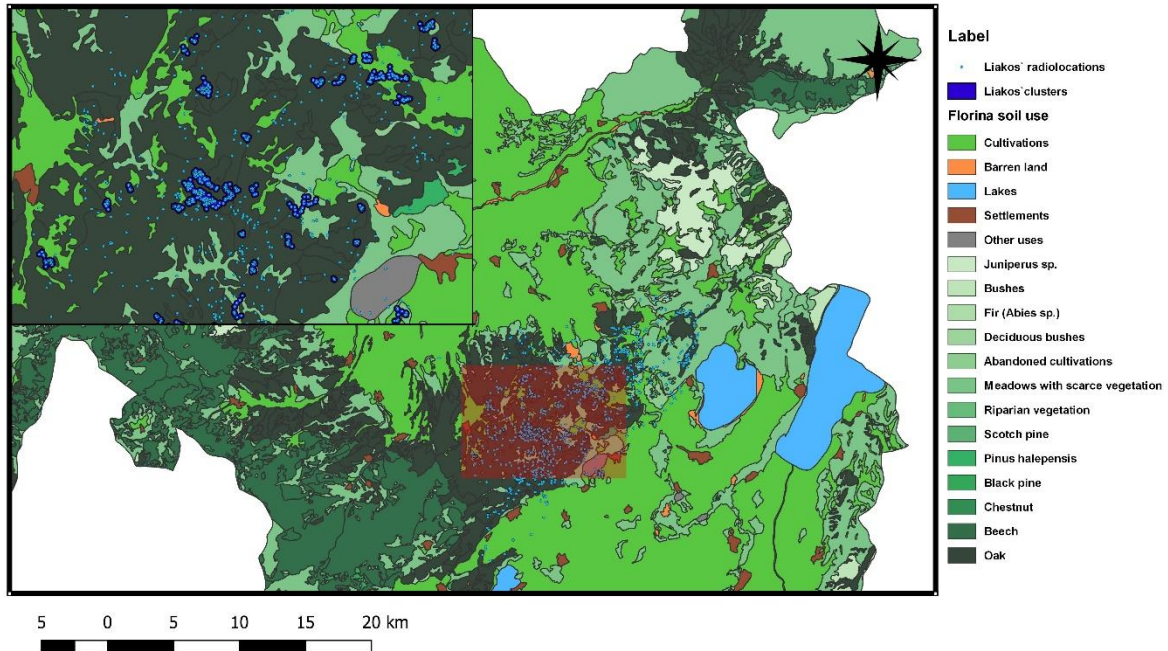 Label
Liakos` radiolocations
Liakos`clusters
Florina soil use
Cultivations
Barren land
Lakes
Settlements
Other uses
Juniperus sp.
Bushes
Fir (Abies sp.)
Deciduous bushes
Abandoned cultivations
Meadows with scarce vegetation
Riparian vegetation
Scotch pine
Pinus halepensis
Black pine
Chestnut
Beech
Oak
5 0 5 10 15 20 km